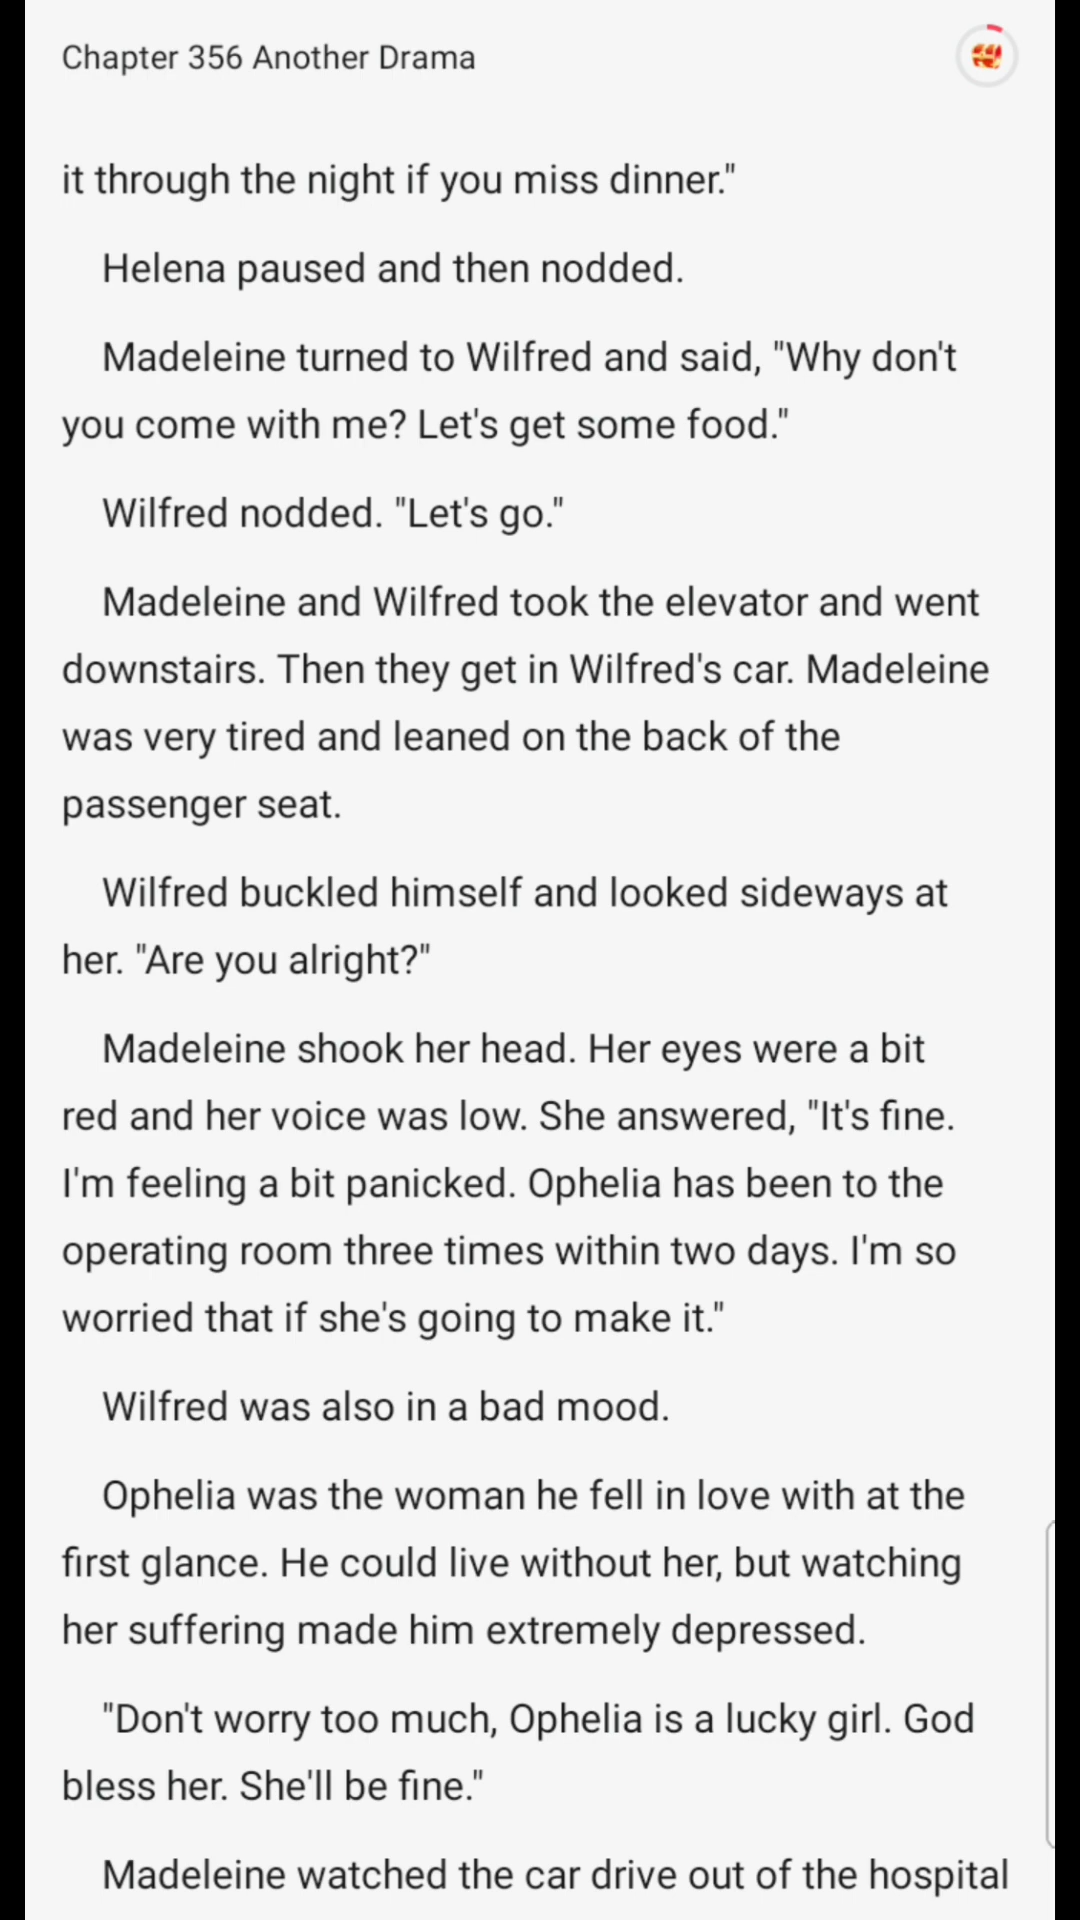 Chapter 356 Another Drama
it through the night if you miss dinner."
Helena paused and then nodded.
Madeleine turned to Wilfred and said, "Why don't
you come with me? Let's get some food."
Wilfred nodded. "Let's go."
Madeleine and Wilfred took the elevator and went
downstairs. Then they get in Wilfred's car. Madeleine
was very tired and leaned on the back of the
passenger seat.
Wilfred buckled himself and looked sideways at
her. "Are you alright?"
Madeleine shook her head. Her eyes were a bit
red and her voice was low. She answered, "It's fine.
I'm feeling a bit panicked. Ophelia has been to the
operating room three times within two days. I'm so
worried that if she's going to make it."
Wilfred was also in a bad mood.
Ophelia was the woman he fell in love with at the
first glance. He could live without her, but watching
her suffering made him extremely depressed.
"Don't worry too much, Ophelia is a lucky girl. God
bless her. She'll be fine."
Madeleine watched the car drive out of the hospital